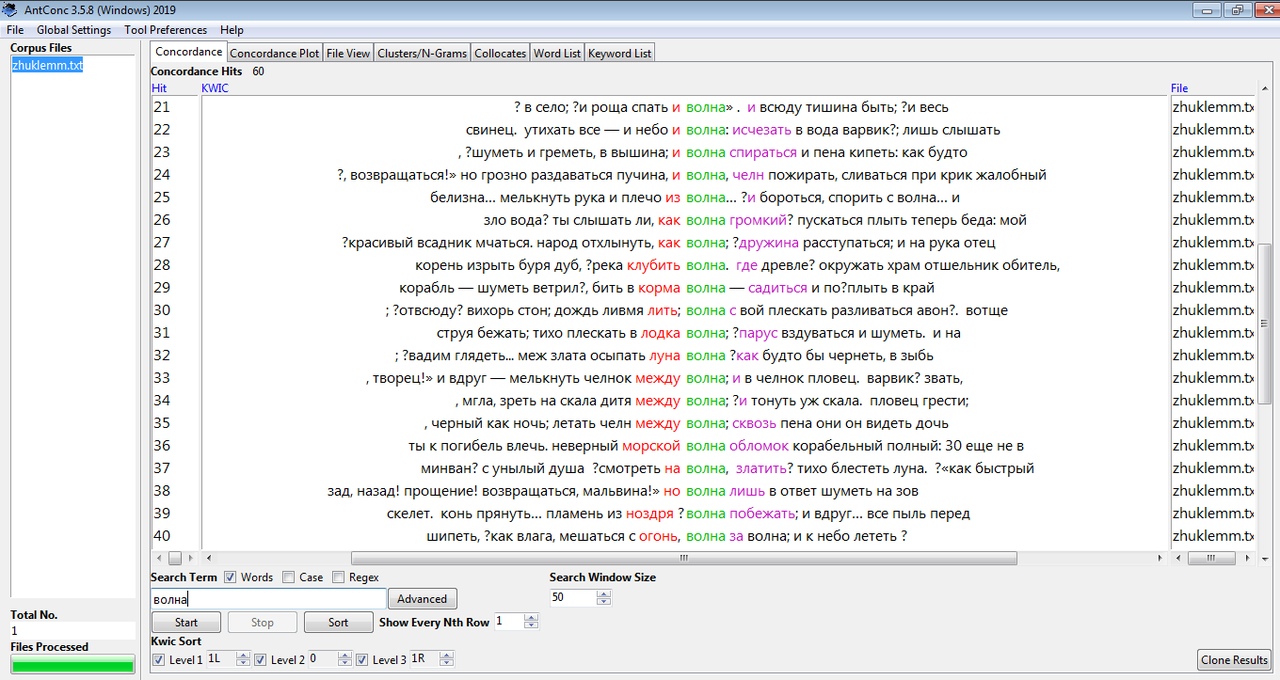 AntConc 3.5.8 (Windows) 2019
File Global Settings Tool Preferences Help
Corpus Files
zhuklemm.txt
Concordance Concordance Plot File View Clusters/N-Grams Collocates Word List Keyword List
Concordance Hits 60
Hit KWIC File
21 ? в село; ?и роща спать и волна» . и всюду тишина быть; ?и весь zhuklemm.tx
22 свинец. утихать все — и небо и волна: исчезать в вода варвик?; лишь слышать zhuklemm.tx
23 , ?шуметь и греметь, в вышина; и волна спираться и пена кипеть: как будто zhuklemm.tx
24 ?, возвращаться!» но грозно раздаваться пучина, и волна, челн пожирать, сливаться при крик жалобный zhuklemm.tx
25 белизна... мелькнуть рука и плечо из волна... ?и бороться, спорить с волна... и zhuklemm.tx
26 зло вода? ты слышать ли, как волна громкий? пускаться плыть теперь беда: мой zhuklemm.tx
27 ?красивый всадник мчаться. народ отхлынуть, как волна; ?дружина расступаться; и на рука отец zhuklemm.tx
28 корень изрыть буря дуб, ?река клубить волна. где древле? окружать храм отшельник обитель, zhuklemm.tx
29 корабль — шуметь ветрил?, бить в корма волна — садиться и по?плыть в край zhuklemm.tx
30 ; ?отвсюду? вихорь стон; дождь ливмя лить; волна с вой плескать разливаться авон?. вотще zhuklemm.tx
31 струя бежать; тихо плескать в лодка волна; ?парус вздуваться и шуметь. и на zhuklemm.tx
32 ; ?вадим глядеть... меж злата осыпать луна волна ?как будто бы чернеть, в зыбь zhuklemm.tx
33 , творец!» и вдруг — мелькнуть челнок между волна; и в челнок пловец. варвик? звать, zhuklemm.tx
34 , мгла, зреть на скала дитя между волна; ?и тонуть уж скала. пловец грести; zhuklemm.tx
35 , черный как ночь; летать челн между волна; сквозь пена они он видеть дочь zhuklemm.tx
36 ты к погибель влечь. неверный морской волна обломок корабельный полный: 30 еще не в zhuklemm.tx
37 минван? с унылый душа ?смотреть на волна, златить? тихо блестеть луна. ?«как быстрый zhuklemm.tx
38 зад, назад! прощение! возвращаться, мальвина!» но волна лишь в ответ шуметь на зов zhuklemm.tx
39 скелет. конь прянуть... пламень из ноздря ?волна побежать; и вдруг... все пыль перед zhuklemm.tx
40 шипеть, ?как влага, мешаться с огонь, волна за волна; и к небо лететь ? zhuklemm.tx
Search Term Words Case Regex Search Window Size
волна Advanced 50
Start Stop Sort Show Every Nth Row 1
Kwic Sort
Level 1 1L Level 2 0 Level 3 1R Clone Results
Total No.
1
Files Processed